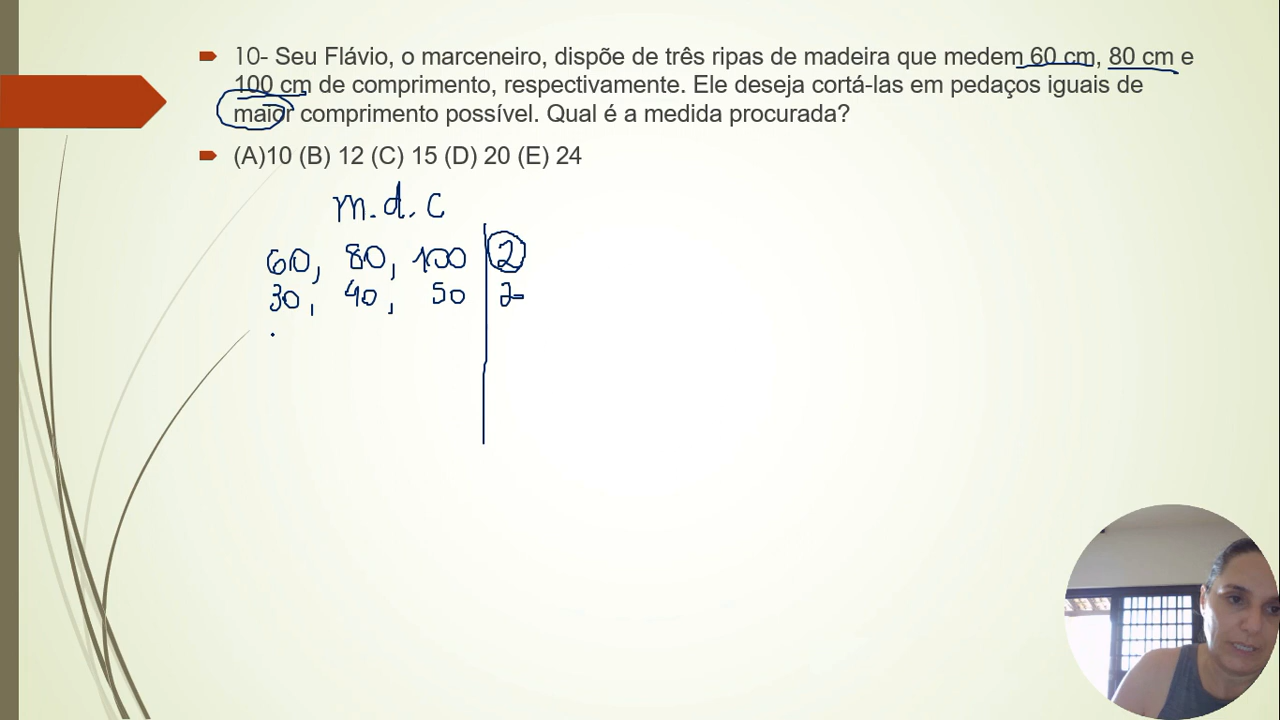 10- Seu Flávio, o marceneiro, dispõe de três ripas de madeira que medem 60 cm, 80 cm e
100 cm de comprimento, respectivamente. Ele deseja cortá-las em pedaços iguais de
maior comprimento possível. Qual é a medida procurada?
(A)10 (B) 12 (C) 15 (D) 20 (E) 24
m.d.c
60, 80, 100 | 2
30, 40, 50 | 2